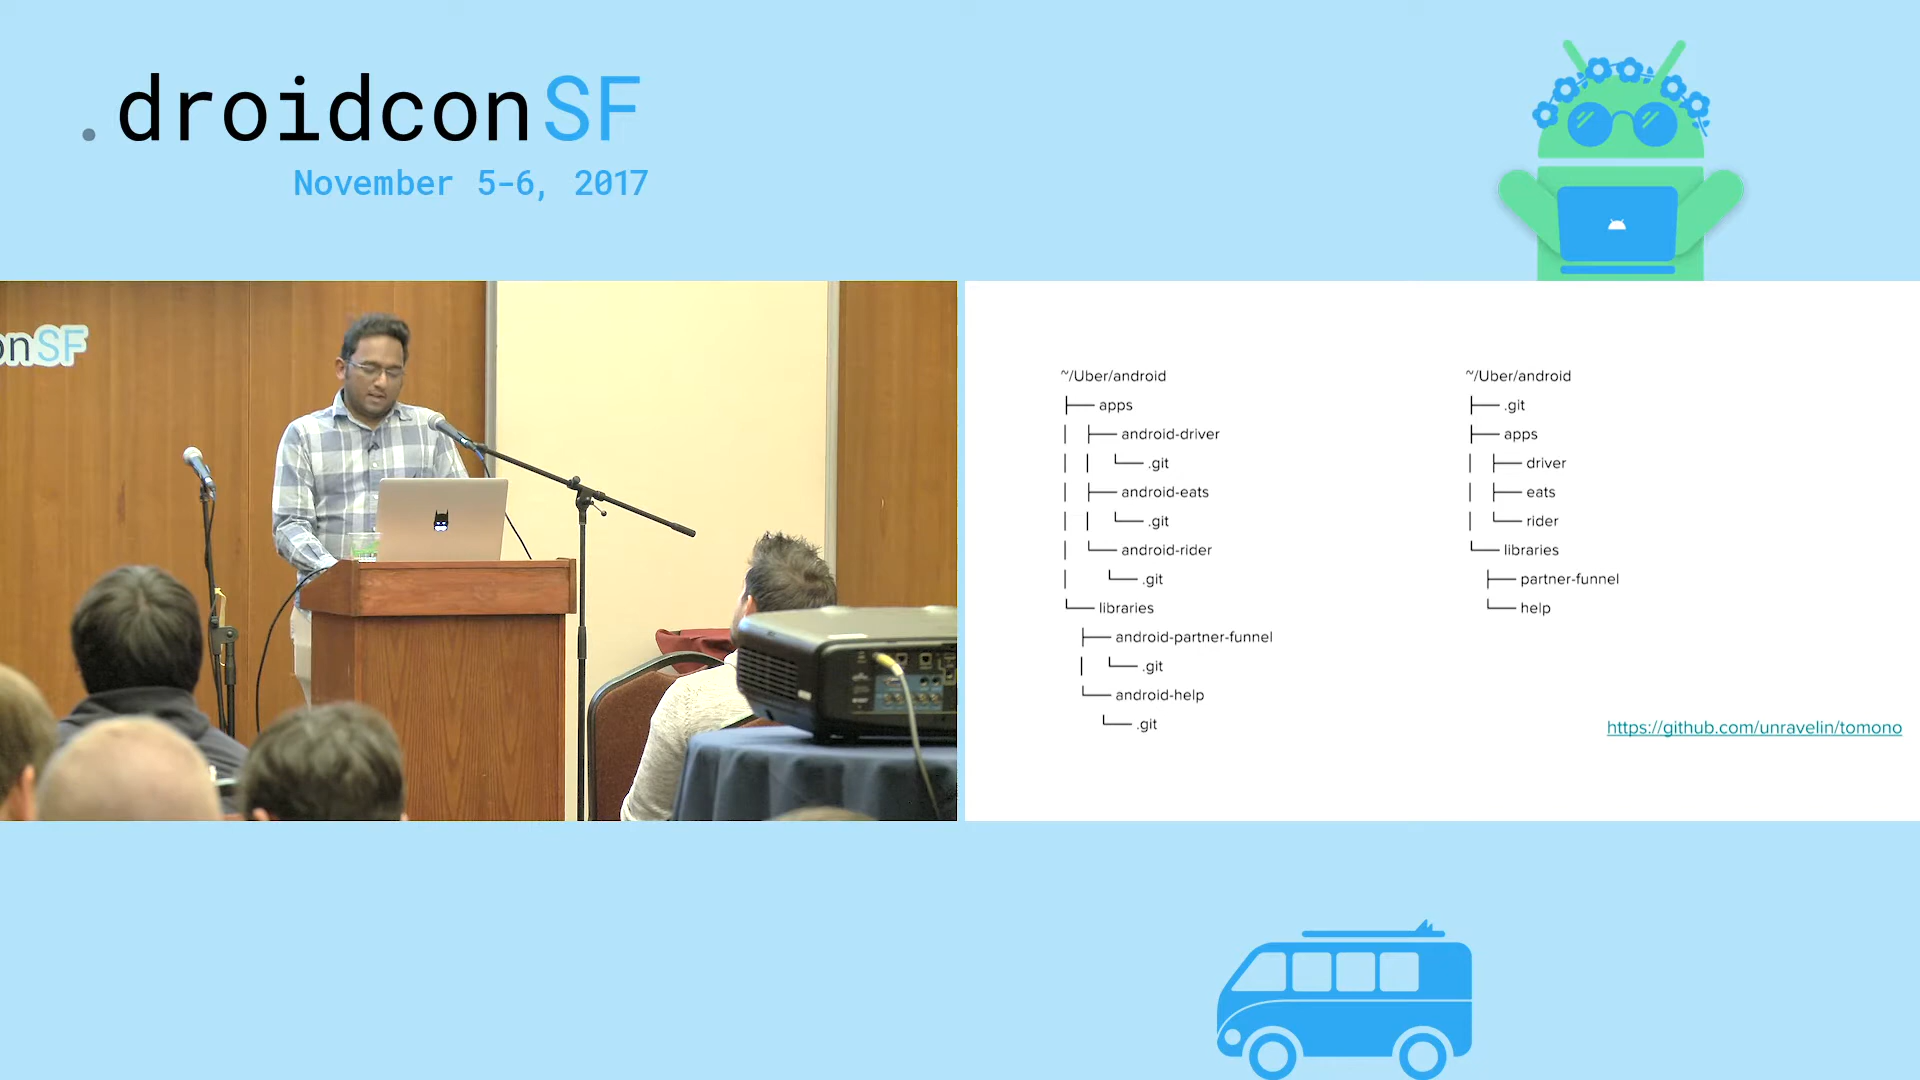 .droidconSF
November 5-6, 2017
onSF
~/Uber/android
├── apps
│ ├── android-driver
│ │ └── .git
│ ├── android-eats
│ │ └── .git
│ └── android-rider
│ └── .git
└── libraries
├── android-partner-funnel
│ └── .git
└── android-help
└── .git
~/Uber/android
├── .git
├── apps
│ ├── driver
│ ├── eats
│ └── rider
└── libraries
├── partner-funnel
└── help
https://github.com/unravelin/tomono